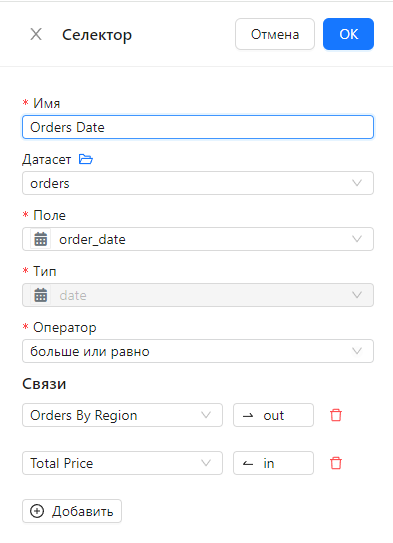 Селектор
Отмена
OK
* Имя
Orders Date
Датасет
orders
* Поле
order_date
* Тип
date
* Оператор
больше или равно
Связи
Orders By Region
out
Total Price
in
Добавить